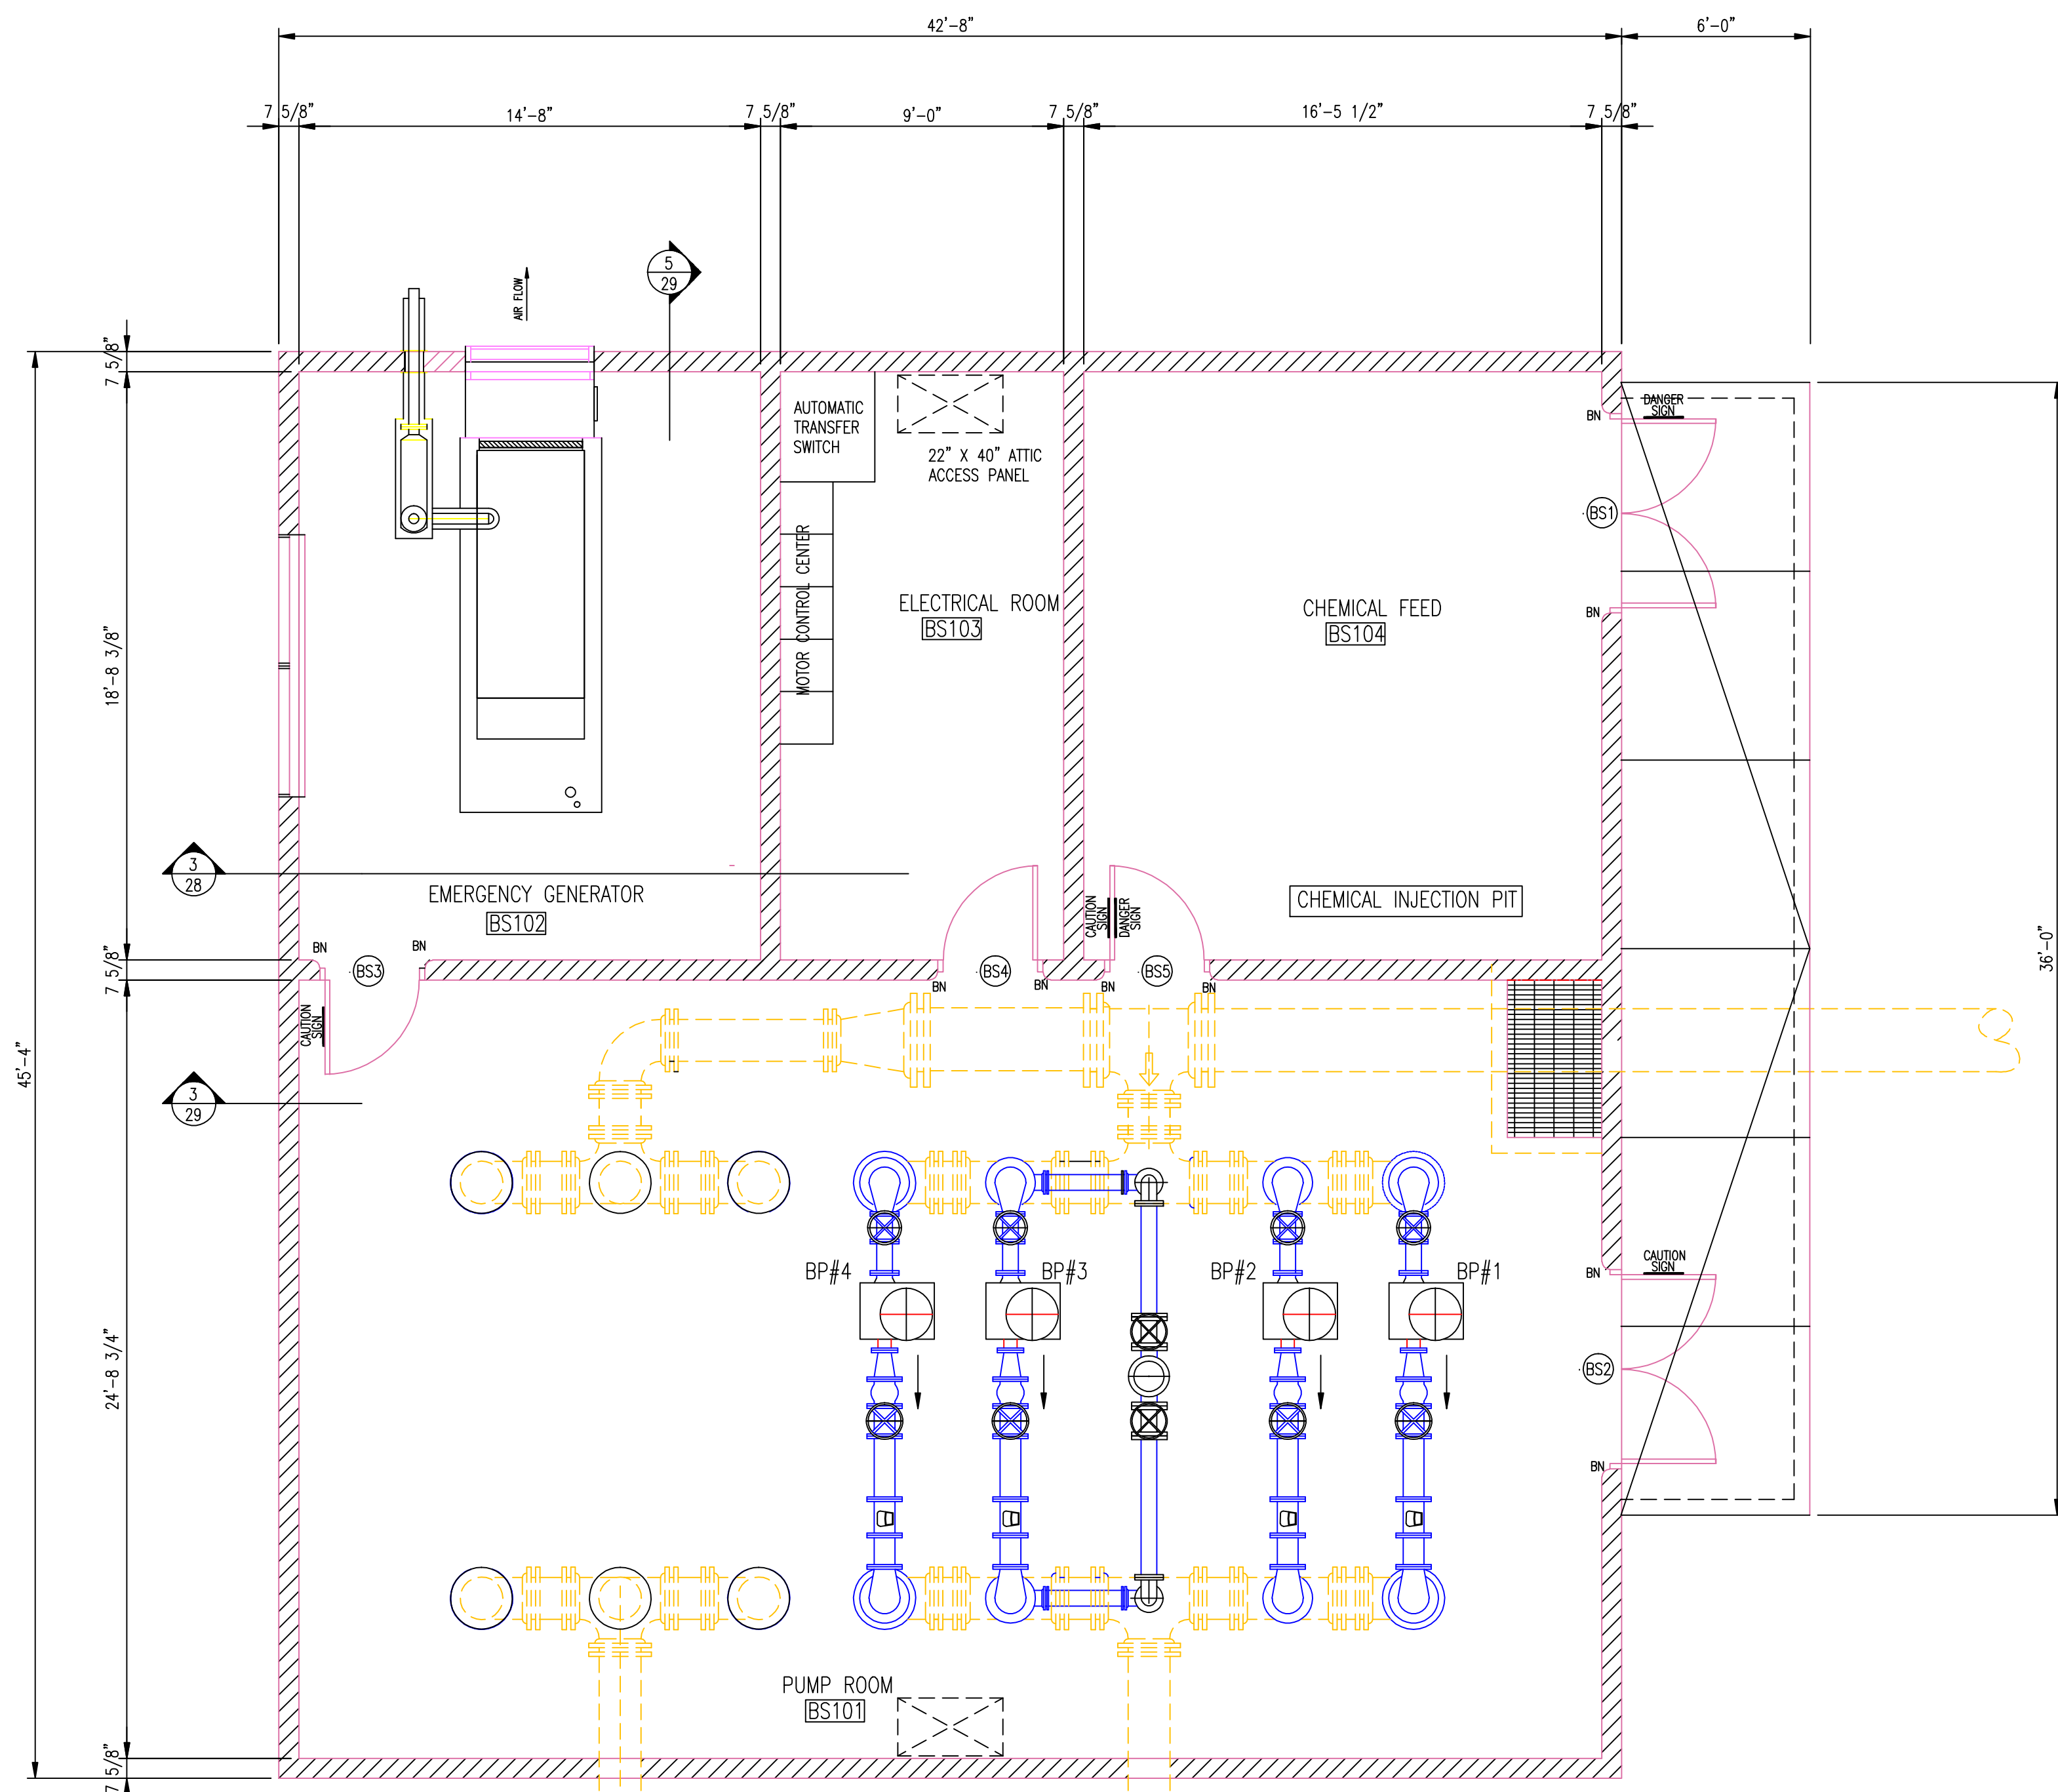 42'-8"
6'-0"
7 5/8"
14'-8"
7 5/8"
9'-0"
7 5/8"
16'-5 1/2"
7 5/8"
5
29
AIR FLOW
7 5/8"
AUTOMATIC
TRANSFER
SWITCH
22" X 40" ATTIC
ACCESS PANEL
DANGER
SIGN
BN
BS1
BN
MOTOR CONTROL CENTER
ELECTRICAL ROOM
BS103
CHEMICAL FEED
BS104
18'-8 3/8"
3
28
EMERGENCY GENERATOR
BS102
CAUTION
SIGN
DANGER
SIGN
CHEMICAL INJECTION PIT
BN
BN
BS3
BS4
BS5
BN
BN
BN
BN
7 5/8"
36'-0"
CAUTION
SIGN
45'-4"
3
29
BP#4
BP#3
BP#2
BP#1
CAUTION
SIGN
BN
BS2
BN
24'-8 3/4"
PUMP ROOM
BS101
7 5/8"